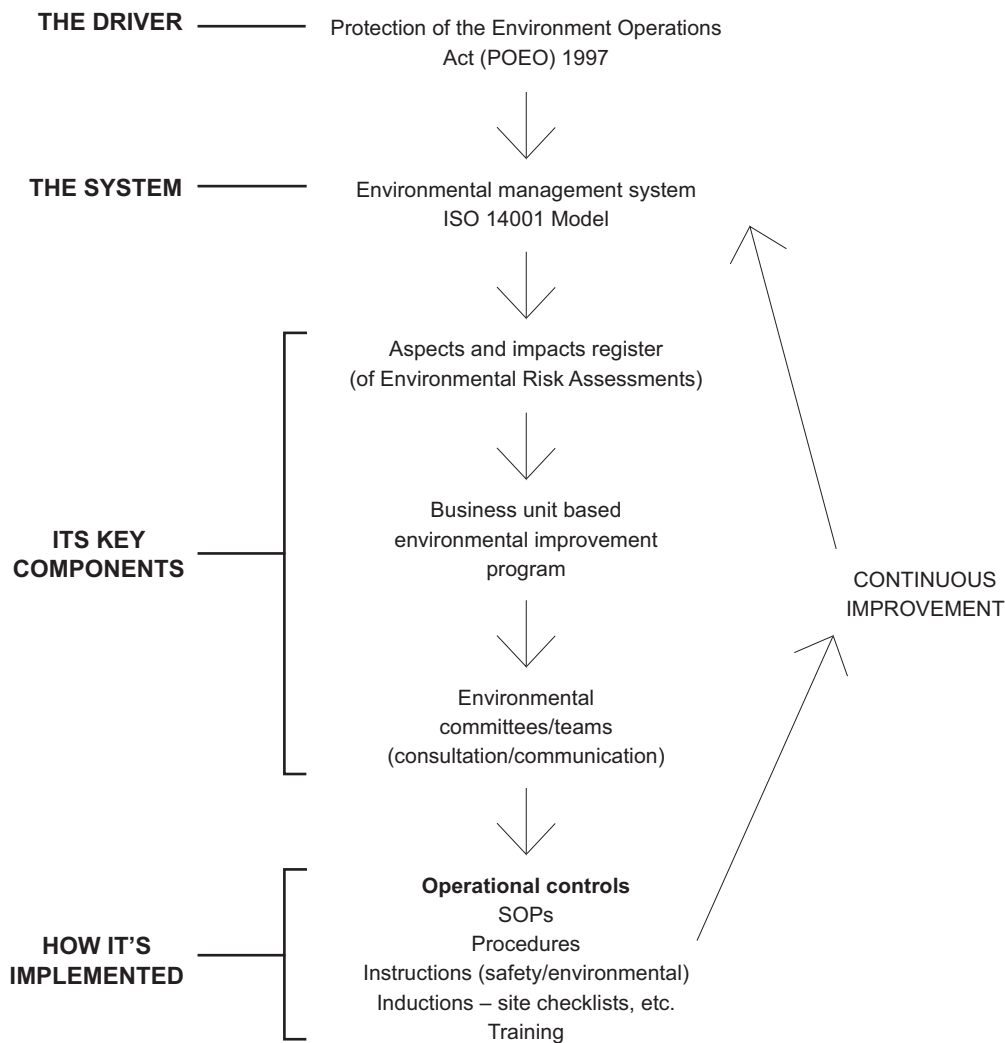 THE DRIVER
Protection of the Environment Operations
Act (POEO) 1997
THE SYSTEM
Environmental management system
ISO 14001 Model
Aspects and impacts register
(of Environmental Risk Assessments)
ITS KEY
COMPONENTS
Business unit based
environmental improvement
program
CONTINUOUS
IMPROVEMENT
Environmental
committees/teams
(consultation/communication)
HOW IT’S
IMPLEMENTED
Operational controls
SOPs
Procedures
Instructions (safety/environmental)
Inductions – site checklists, etc.
Training